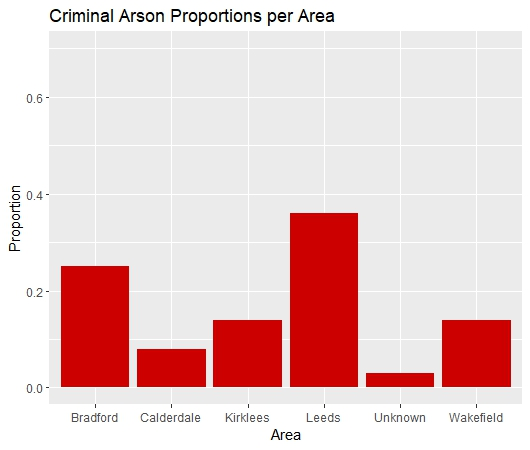 Criminal Arson Proportions per Area
Proportion
0.6
0.4
0.2
0.0
Bradford Calderdale Kirklees Leeds Unknown Wakefield
Area